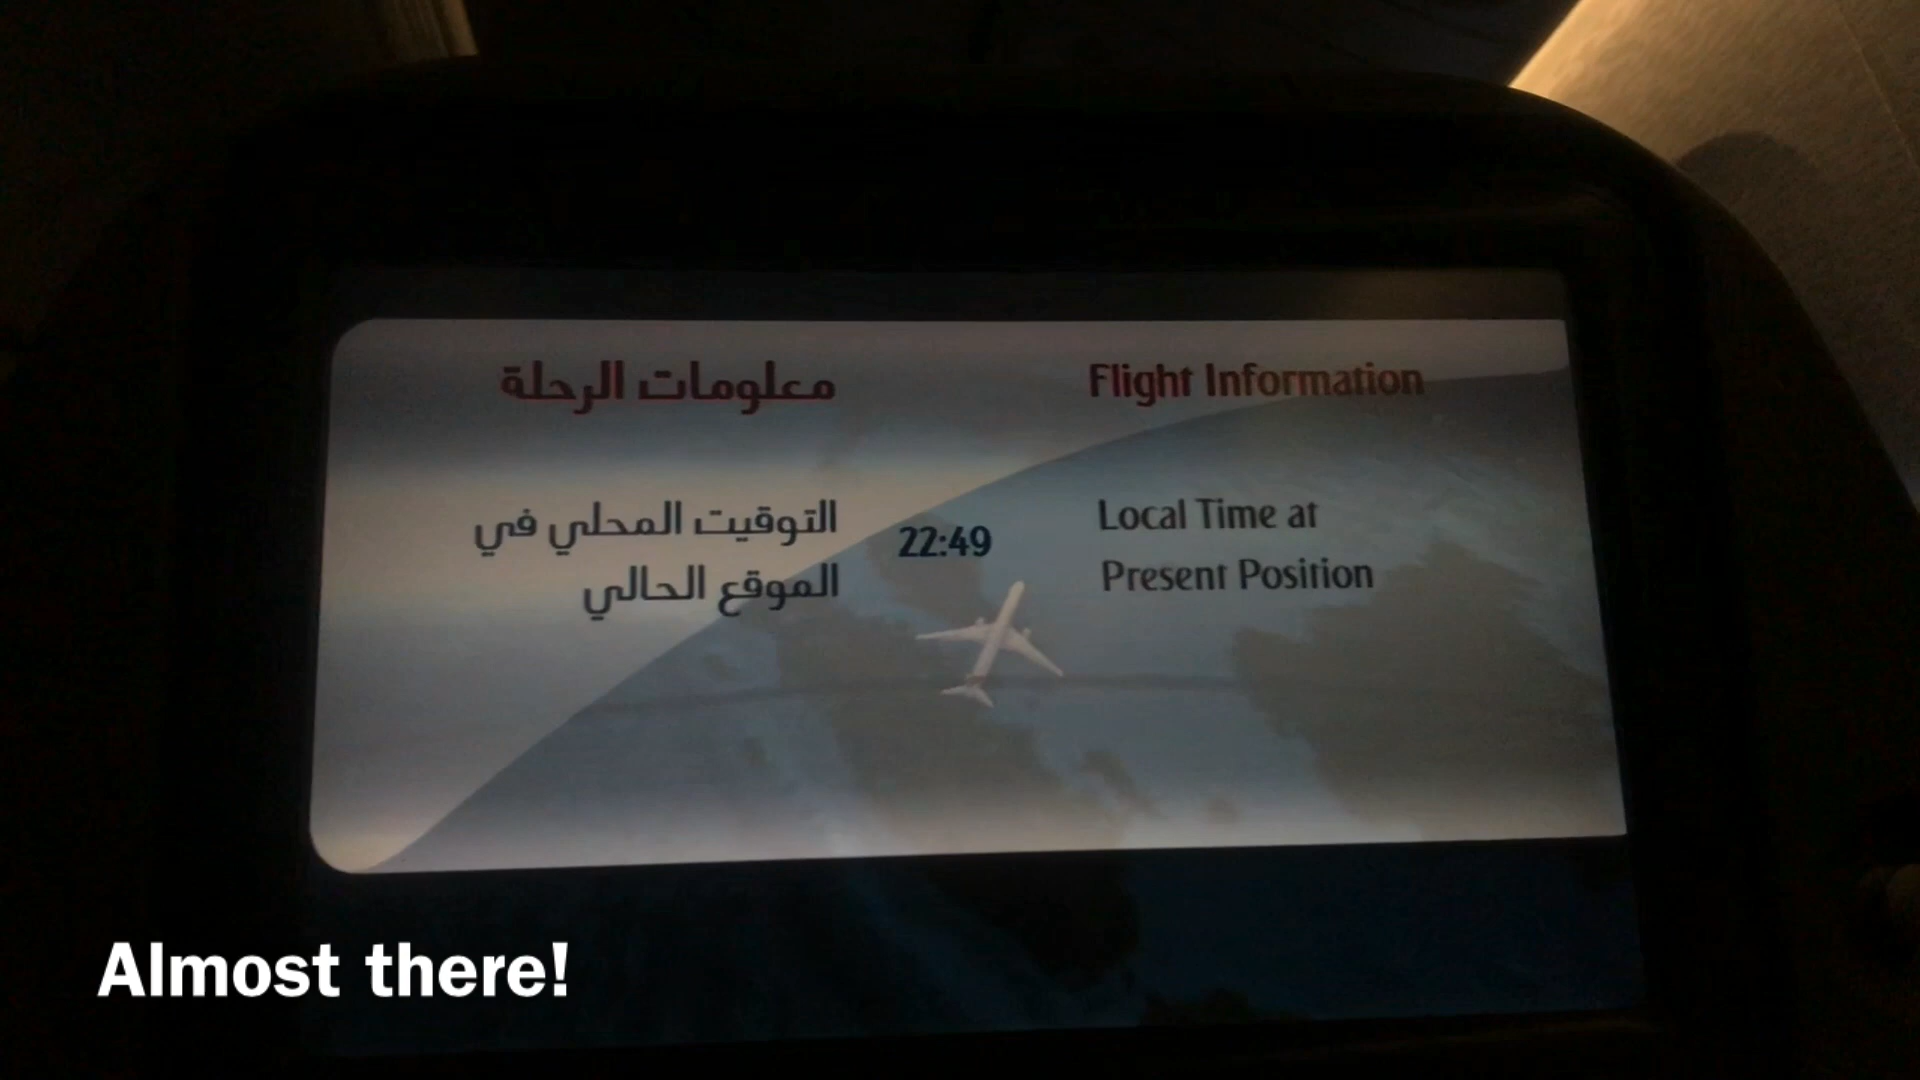 معلومات الرحلة
Flight Information
التوقيت المحلي في
الموقع الحالي
22:49
Local Time at
Present Position
Almost there!